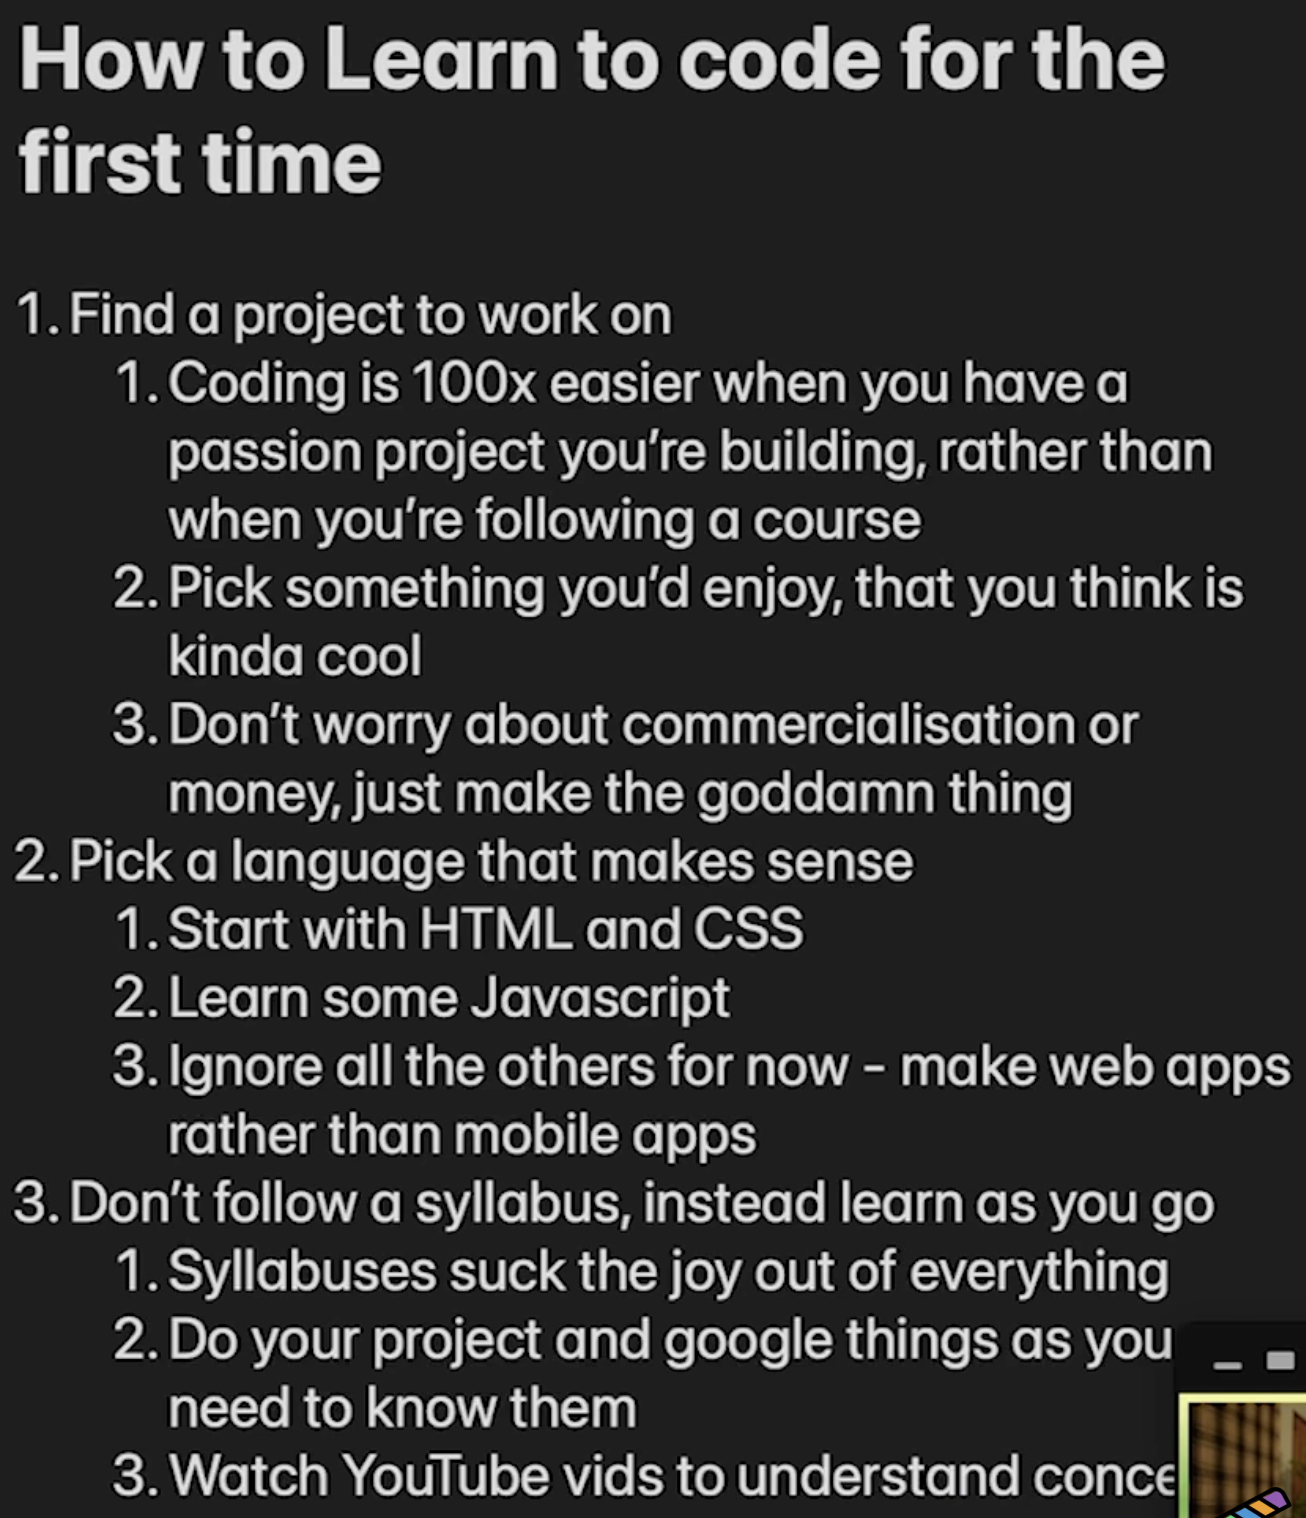 How to Learn to code for the
first time
1. Find a project to work on
1. Coding is 100x easier when you have a
passion project you're building, rather than
when you're following a course
2. Pick something you'd enjoy, that you think is
kinda cool
3. Don't worry about commercialisation or
money, just make the goddamn thing
2. Pick a language that makes sense
1. Start with HTML and CSS
2. Learn some Javascript
3. Ignore all the others for now - make web apps
rather than mobile apps
3. Don't follow a syllabus, instead learn as you go
1. Syllabuses suck the joy out of everything
2. Do your project and google things as you
need to know them
3. Watch YouTube vids to understand